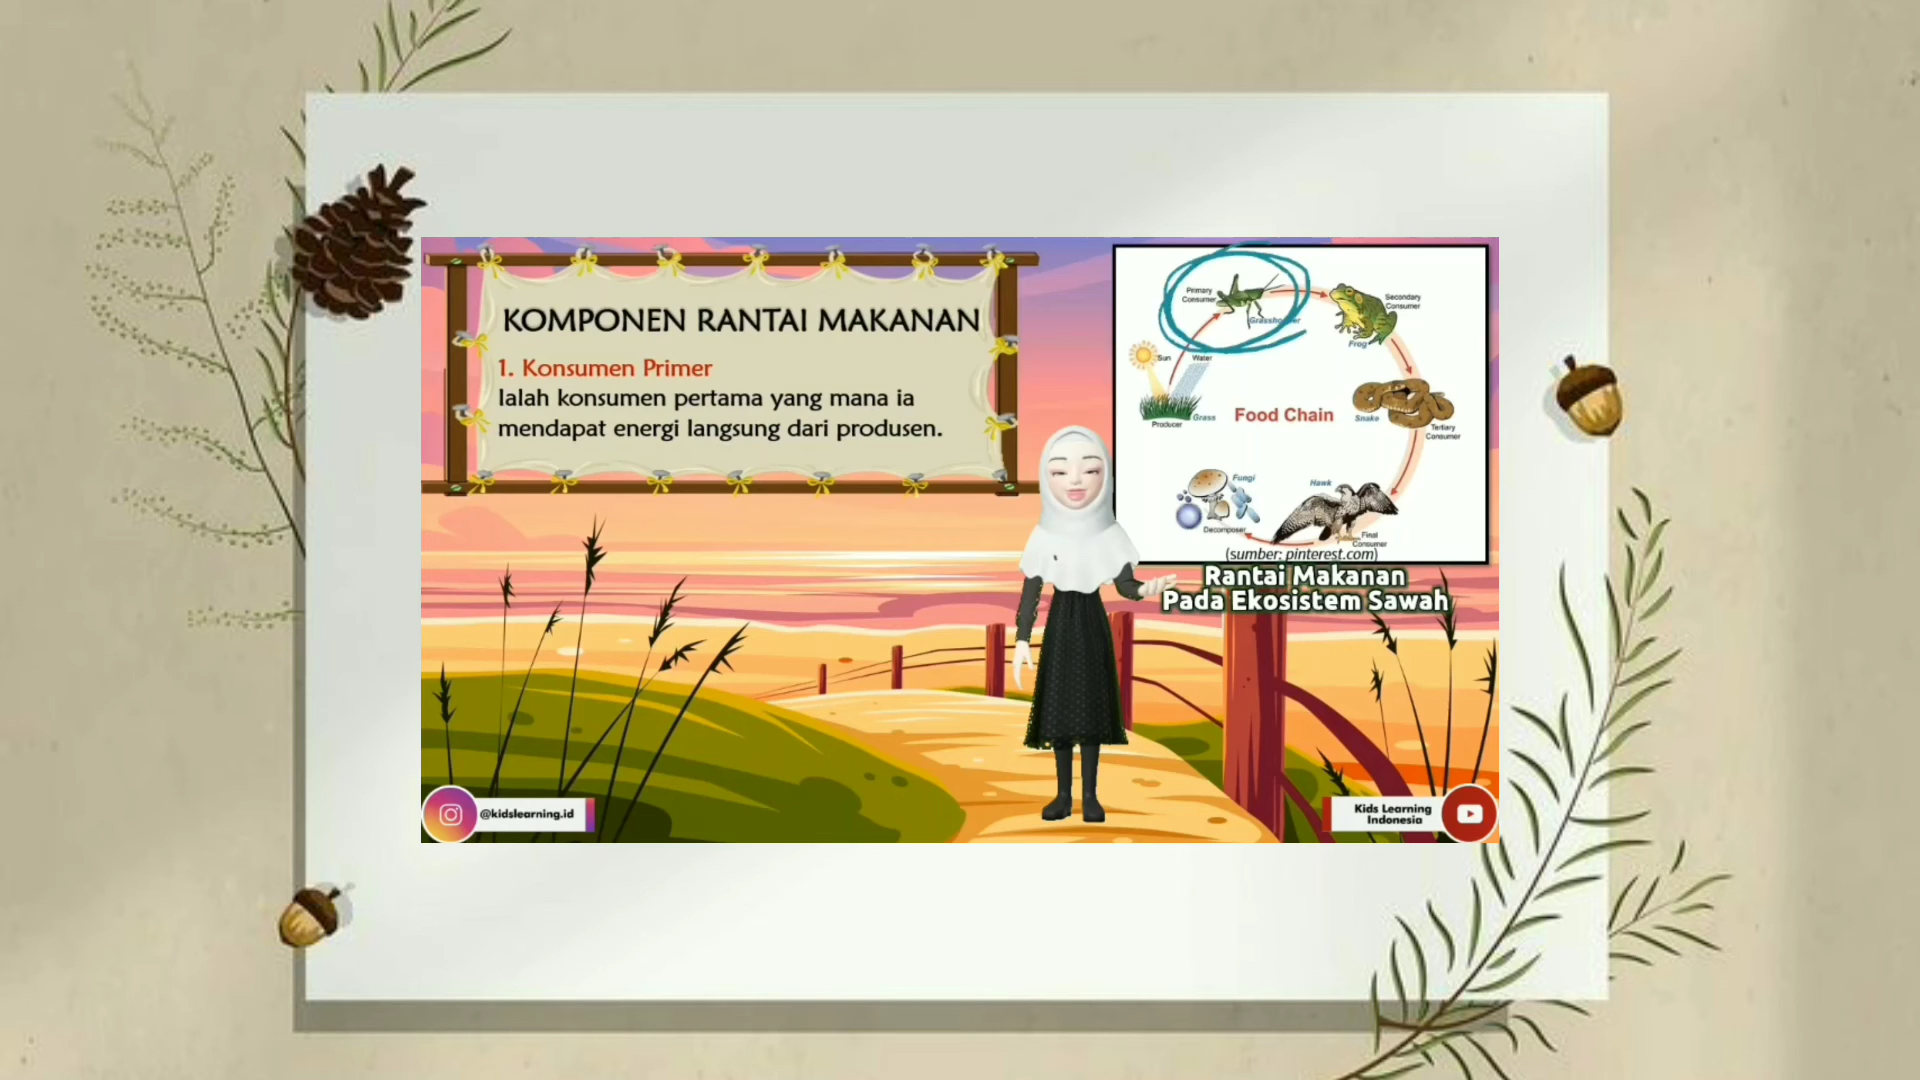 KOMPONEN RANTAI MAKANAN
1. Konsumen Primer
Ialah konsumen pertama yang mana ia
mendapat energi langsung dari produsen.
Primary
Consumer
Grasshopper
Secondary
Consumer
Frog
Sun
Water
Grass
Producer
Food Chain
Snake
Tertiary
Consumer
Fungi
Decomposer
Hawk
Final
Consumer
(sumber: pinterest.com)
Rantai Makanan
Pada Ekosistem Sawah
@kidslearning.id
Kids Learning
Indonesia